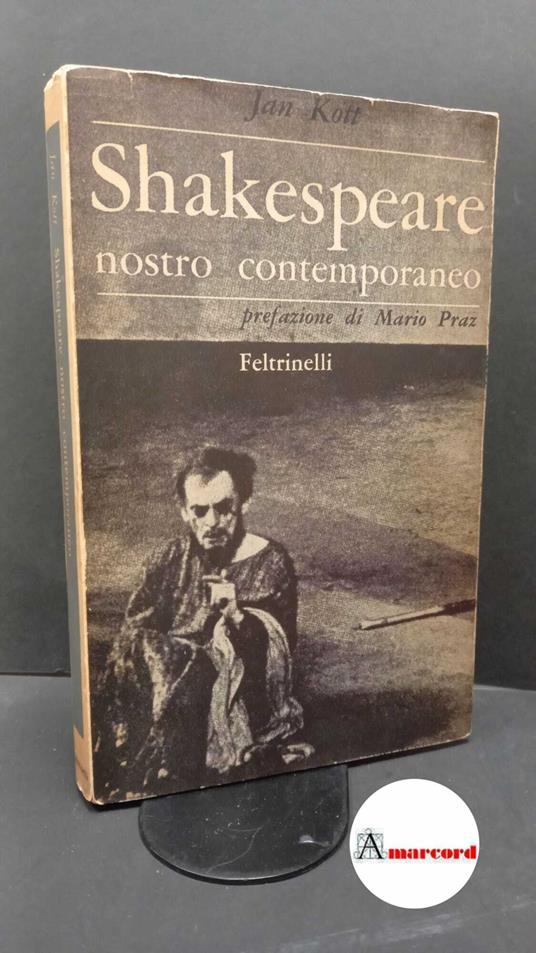 Jan Kott
Shakespeare
nostro contemporaneo
prefazione di Mario Praz
Feltrinelli
Jan Kott Shakespeare nostro contemporaneo
Amarcord